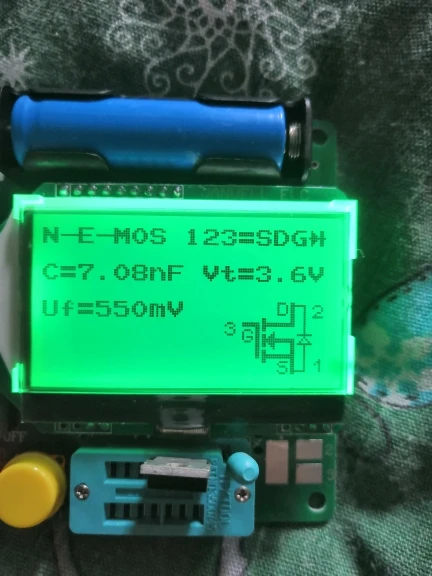 N-E-MOS 123=SDG
C=7.08nF Vt=3.6V
Uf=550mV
D 2
3 G
S 1